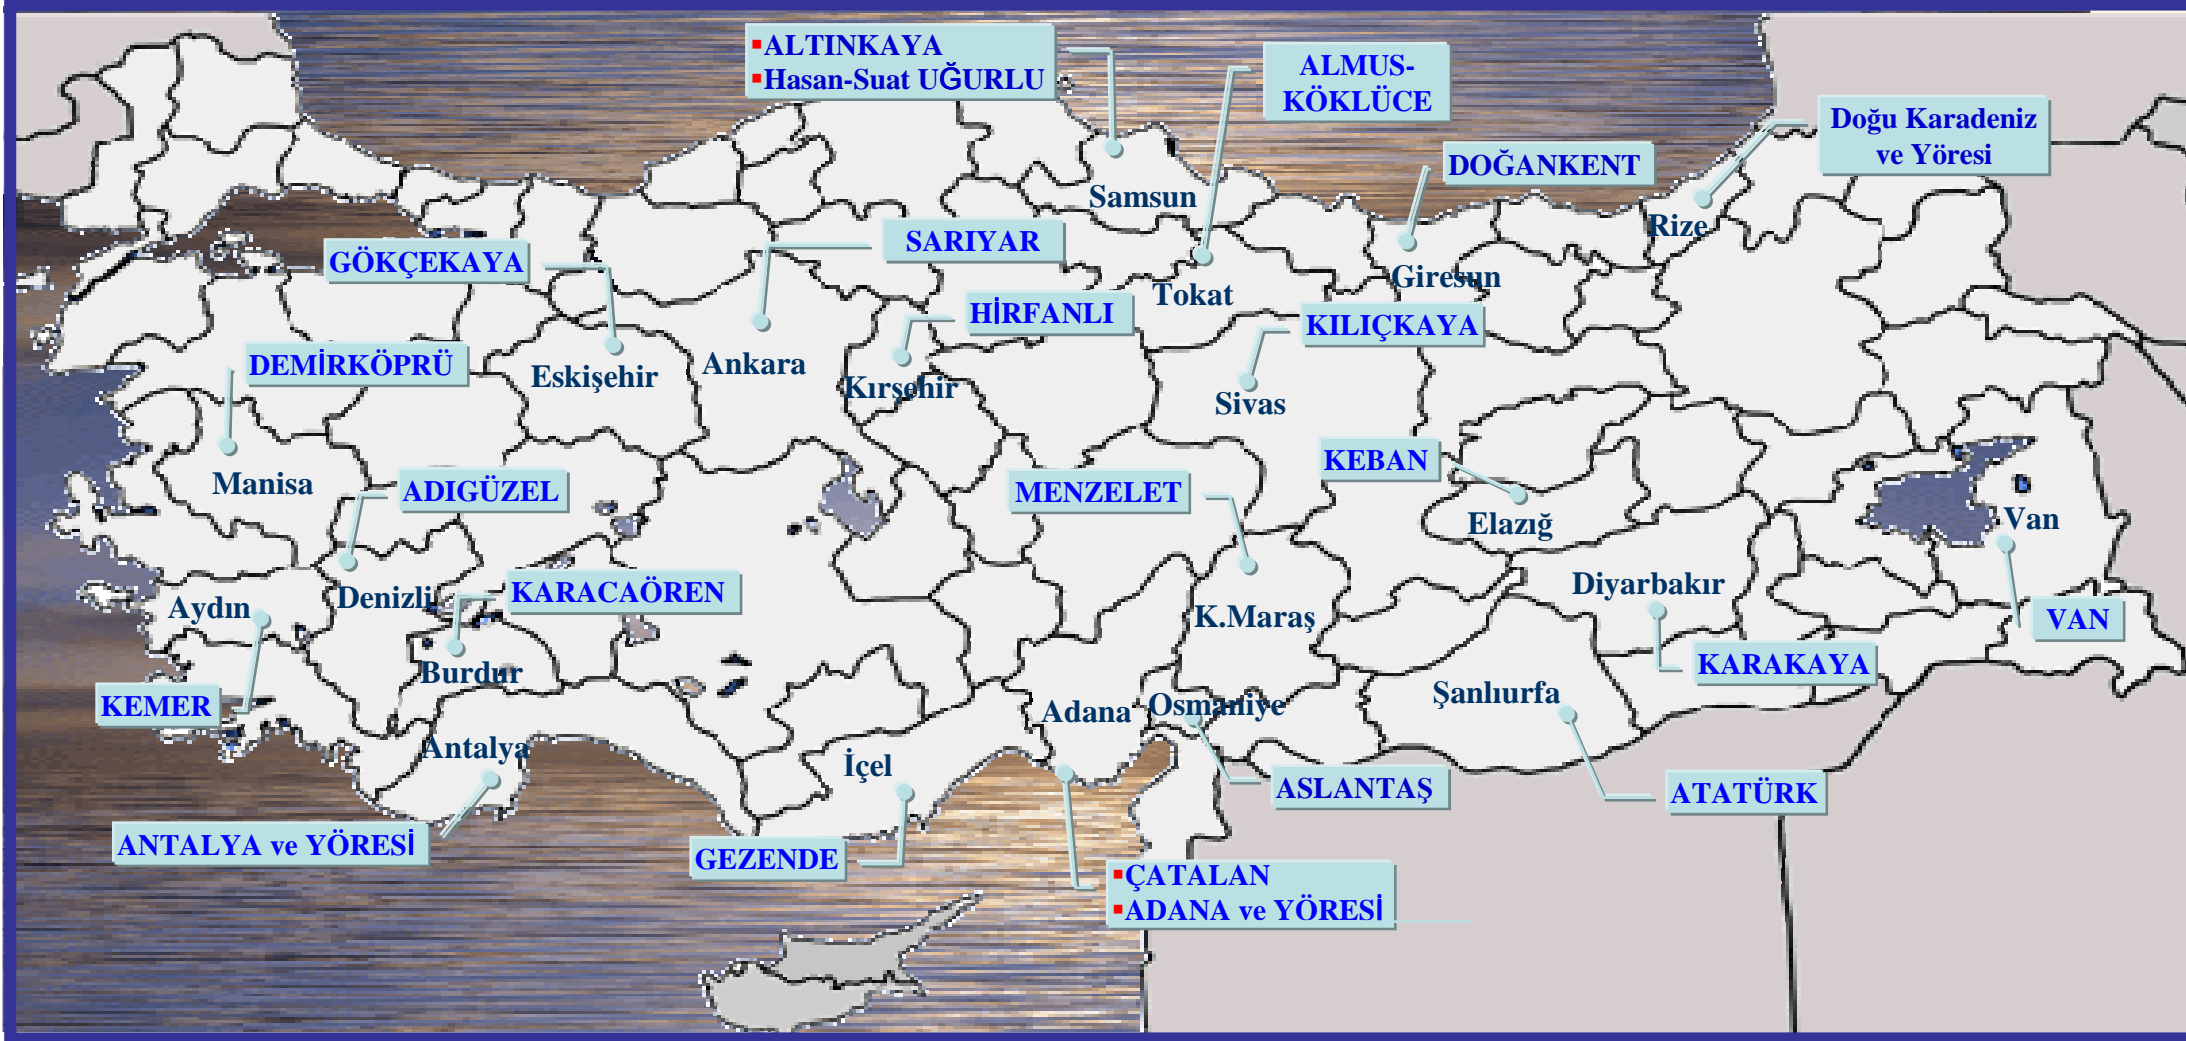 ▪ALTINKAYA
▪Hasan-Suat UĞURLU
ALMUS-
KÖKLÜCE
Doğu Karadeniz
ve Yöresi
DOĞANKENT
Samsun
Rize
SARIYAR
GÖKÇEKAYA
Giresun
Tokat
HİRFANLI
KILIÇKAYA
DEMİRKÖPRÜ
Eskişehir
Ankara
Kırşehir
Sivas
KEBAN
Manisa
ADIGÜZEL
MENZELET
Elazığ
Van
Aydın
Denizli
KARACAÖREN
Diyarbakır
K.Maraş
VAN
Burdur
KARAKAYA
KEMER
Şanlıurfa
Adana
Osmaniye
Antalya
İçel
ASLANTAŞ
ATATÜRK
ANTALYA ve YÖRESİ
GEZENDE
▪ÇATALAN
▪ADANA ve YÖRESİ